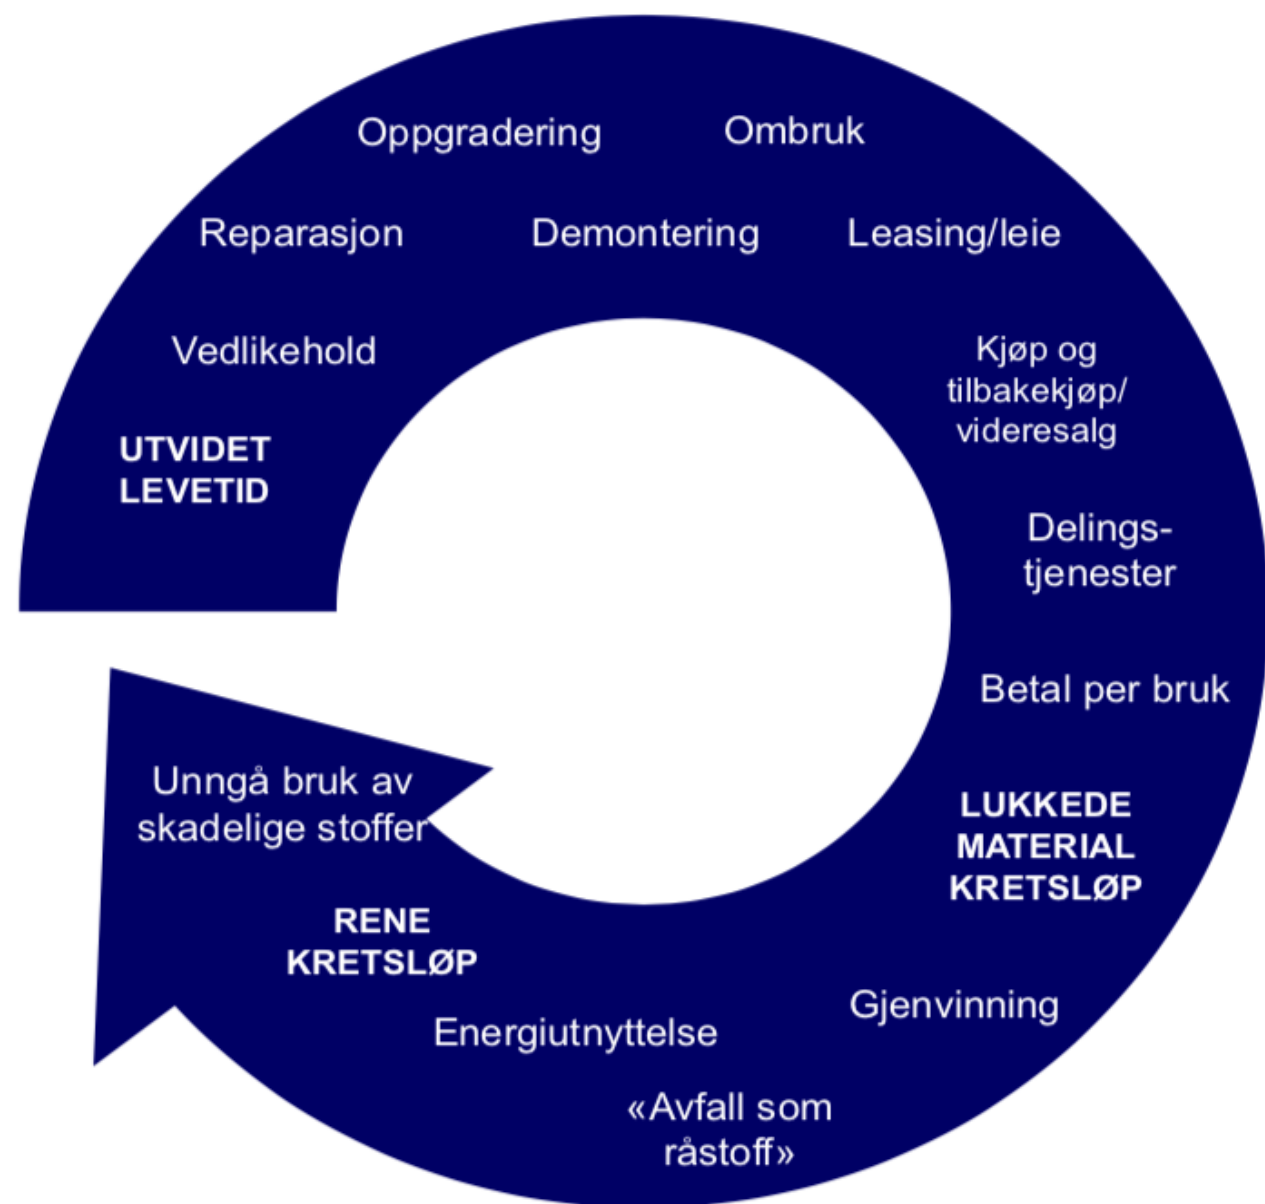 Oppgradering
Ombruk
Reparasjon
Demontering
Leasing/leie
Vedlikehold
Kjøp og
tilbakekjøp/
videresalg
UTVIDET
LEVETID
Delings-
tjenester
Betal per bruk
Unngå bruk av
skadelige stoffer
LUKKEDE
MATERIAL
KRETSLØP
RENE
KRETSLØP
Gjenvinning
Energiutnyttelse
«Avfall som
råstoff»